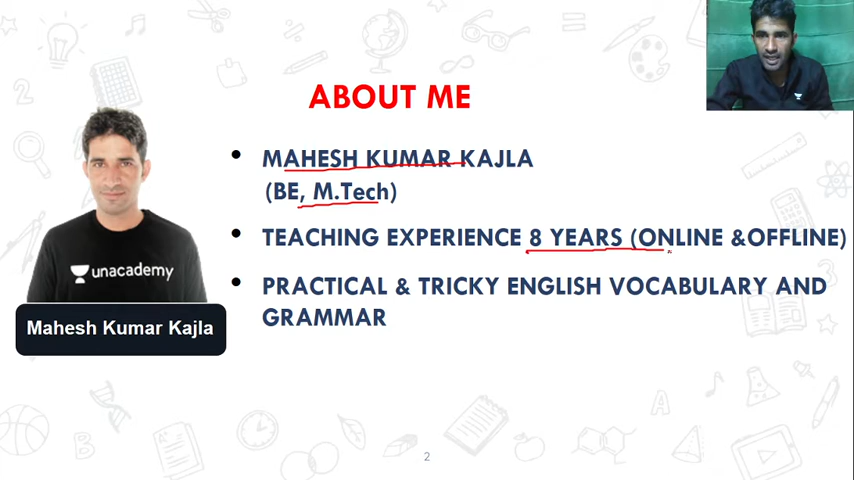 ABOUT ME
• MAHESH KUMAR KAJLA
(BE, M.Tech)
• TEACHING EXPERIENCE 8 YEARS (ONLINE &OFFLINE)
• PRACTICAL & TRICKY ENGLISH VOCABULARY AND
GRAMMAR
unacademy
Mahesh Kumar Kajla
2